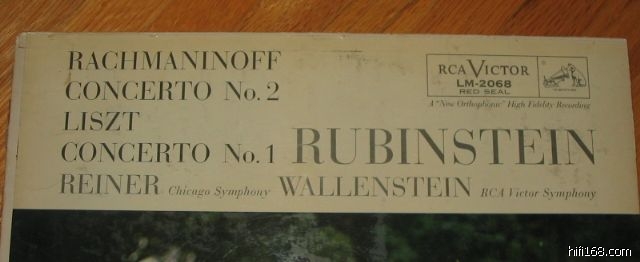 RACHMANINOFF
CONCERTO No. 2
LISZT
CONCERTO No. 1 RUBINSTEIN
REINER Chicago Symphony WALLENSTEIN RCA Victor Symphony
RCA VICTOR
LM-2068
RED SEAL
A "New Orthophonic" High Fidelity Recording
hifi168.com